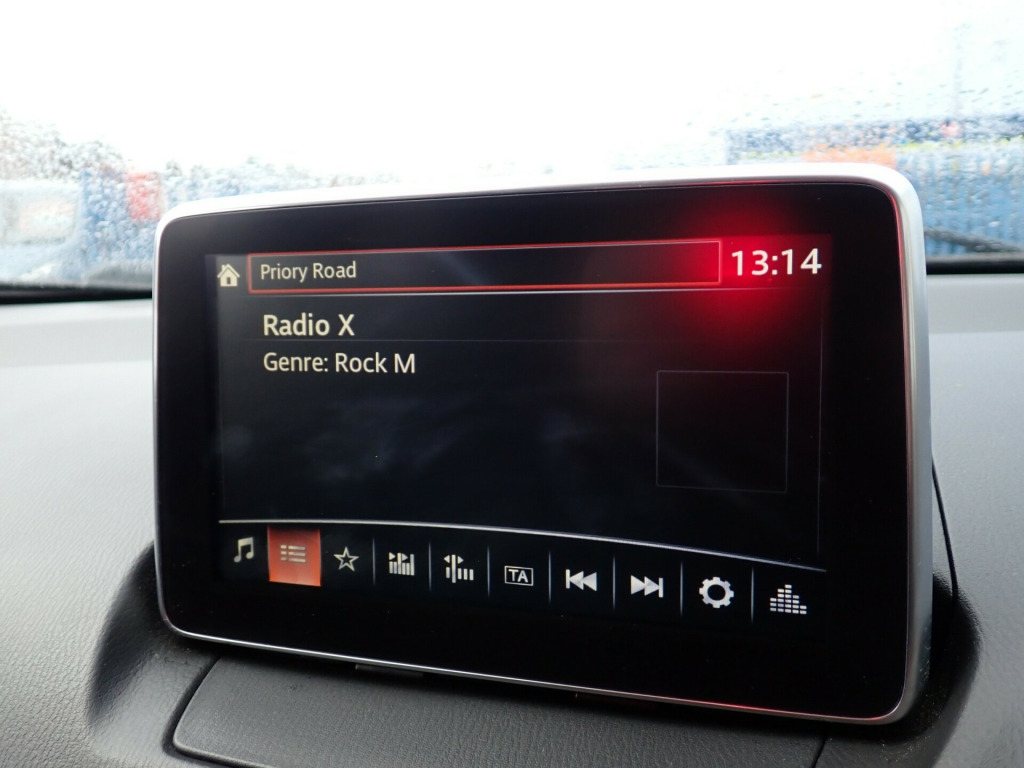 Priory Road
13:14
Radio X
Genre: Rock M
TA